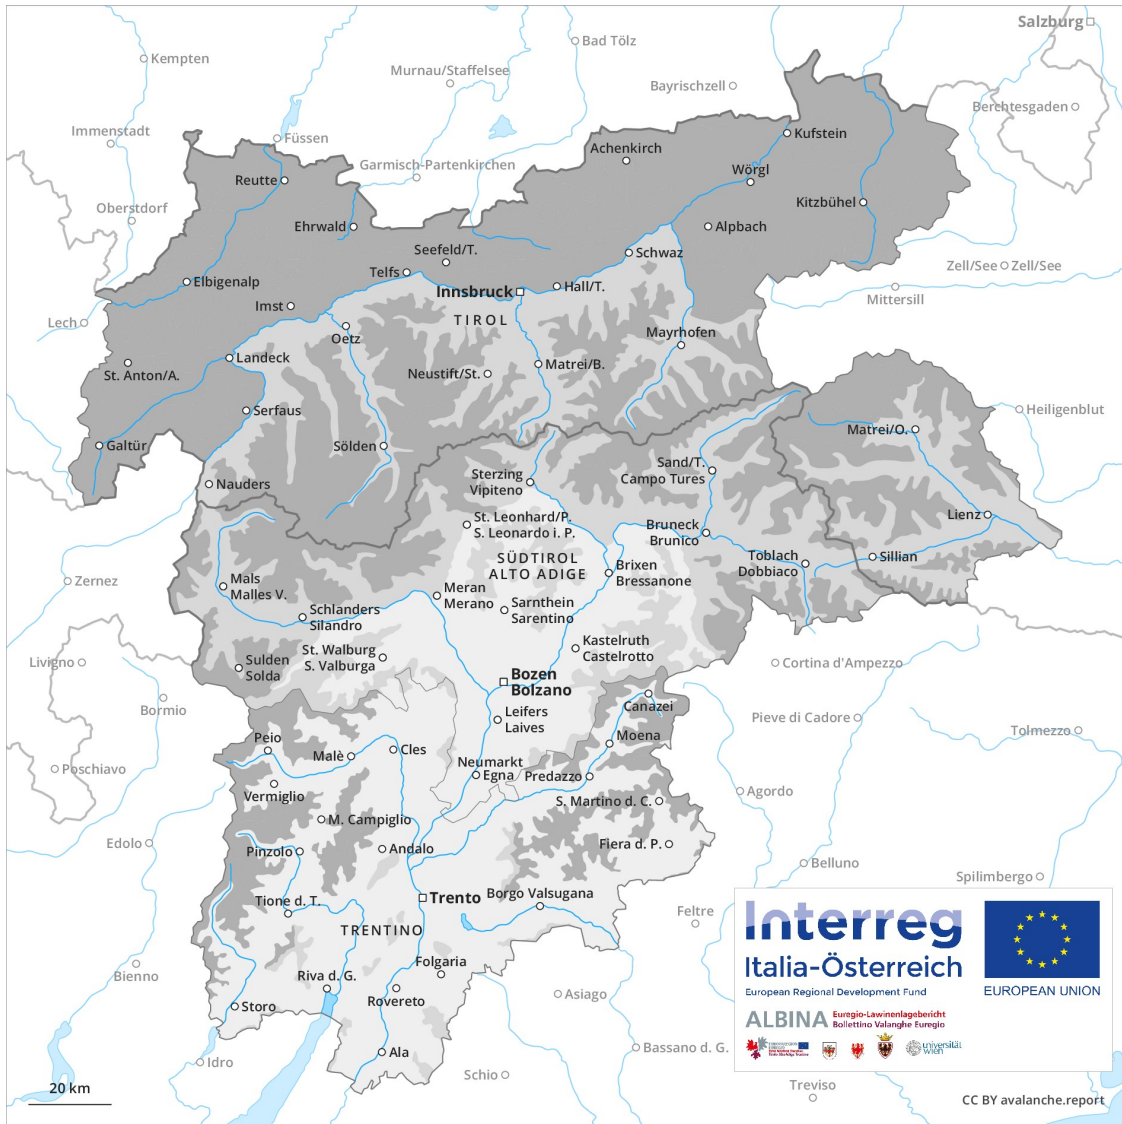 Salzburg
Kempten
Bad Tölz
Murnau/Staffelsee
Bayrischzell
Berchtesgaden
Immenstadt
Füssen
Kufstein
Achenkirch
Garmisch-Partenkirchen
Wörgl
Reutte
Oberstdorf
Kitzbühel
Ehrwald
Alpbach
Seefeld/T.
Schwaz
Telfs
Zell/See
Zell/See
Elbigenalp
Innsbruck
Hall/T.
Mittersill
Imst
TIROL
Lech
Oetz
Mayrhofen
Landeck
Matrei/B.
St. Anton/A.
Neustift/St.
Serfaus
Heiligenblut
Matrei/O.
Galtür
Sölden
Sand/T.
Campo Tures
Sterzing
Vipiteno
Nauders
St. Leonhard/P.
S. Leonardo i. P.
Bruneck
Brunico
Lienz
SÜDTIROL
ALTO ADIGE
Toblach
Dobbiaco
Sillian
Brixen
Bressanone
Zernez
Mals
Malles V.
Meran
Merano
Sarnthein
Sarentino
Schlanders
Silandro
Kastelruth
Castelrotto
St. Walburg
S. Valburga
Livigno
Sulden
Solda
Cortina d'Ampezzo
Bozen
Bolzano
Canazei
Bormio
Leifers
Laives
Pieve di Cadore
Tolmezzo
Peio
Moena
Malè
Cles
Neumarkt
Egna
Predazzo
Poschiavo
Vermiglio
Agordo
S. Martino d. C.
M. Campiglio
Edolo
Pinzolo
Andalo
Fiera d. P.
Belluno
Spilimbergo
Tione d. T.
Trento
Borgo Valsugana
Feltre
TRENTINO
Folgaria
Bienno
Riva d. G.
Rovereto
Asiago
Storo
Ala
Idro
Schio
Bassano d. G.
Treviso
20 km
Interreg
Italia-Österreich
European Regional Development Fund
EUROPEAN UNION
ALBINA
Euregio-Lawinenlagebericht
Bollettino Valanghe Euregio
universität
wien
CC BY avalanche.report